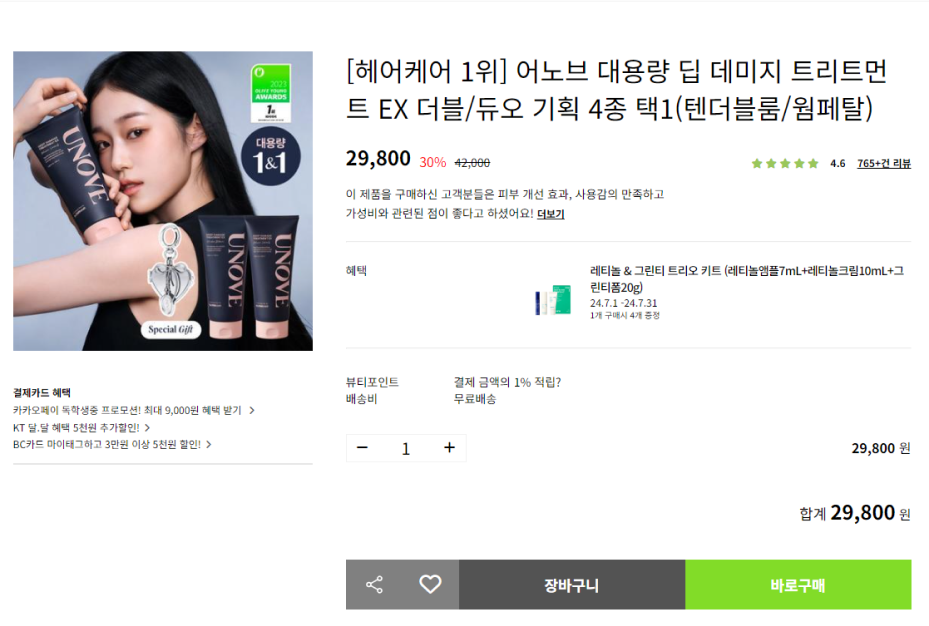 [헤어케어 1위] 어노브 대용량 딥 데미지 트리트먼
트 EX 더블/듀오 기획 4종 택1(텐더블룸/웜페탈)
29,800 30% 42,000
4.6 765+건 리뷰
이 제품을 구매하신 고객분들은 피부 개선 효과, 사용감의 만족하고
가성비와 관련된 점이 좋다고 하셨어요! 더보기
2023
OLIVE YOUNG
AWARDS
1위
대용량
1&1
UNOVE
UNOVE
UNOVE
Special Gift
혜택
레티놀 & 그린티 트리오 키트 (레티놀앰플7mL+레티놀크림10mL+그
린티폼20g)
24.7.1 -24.7.31
1개 구매시 4개 증정
뷰티포인트 결제 금액의 1% 적립?
배송비 무료배송
결제카드 혜택
카카오페이 독학생중 프로모션! 최대 9,000원 혜택 받기 >
KT 달.달 혜택 5천원 추가할인! >
BC카드 마이태그하고 3만원 이상 5천원 할인! >
− 1 +
29,800 원
합계 29,800 원
장바구니
바로구매